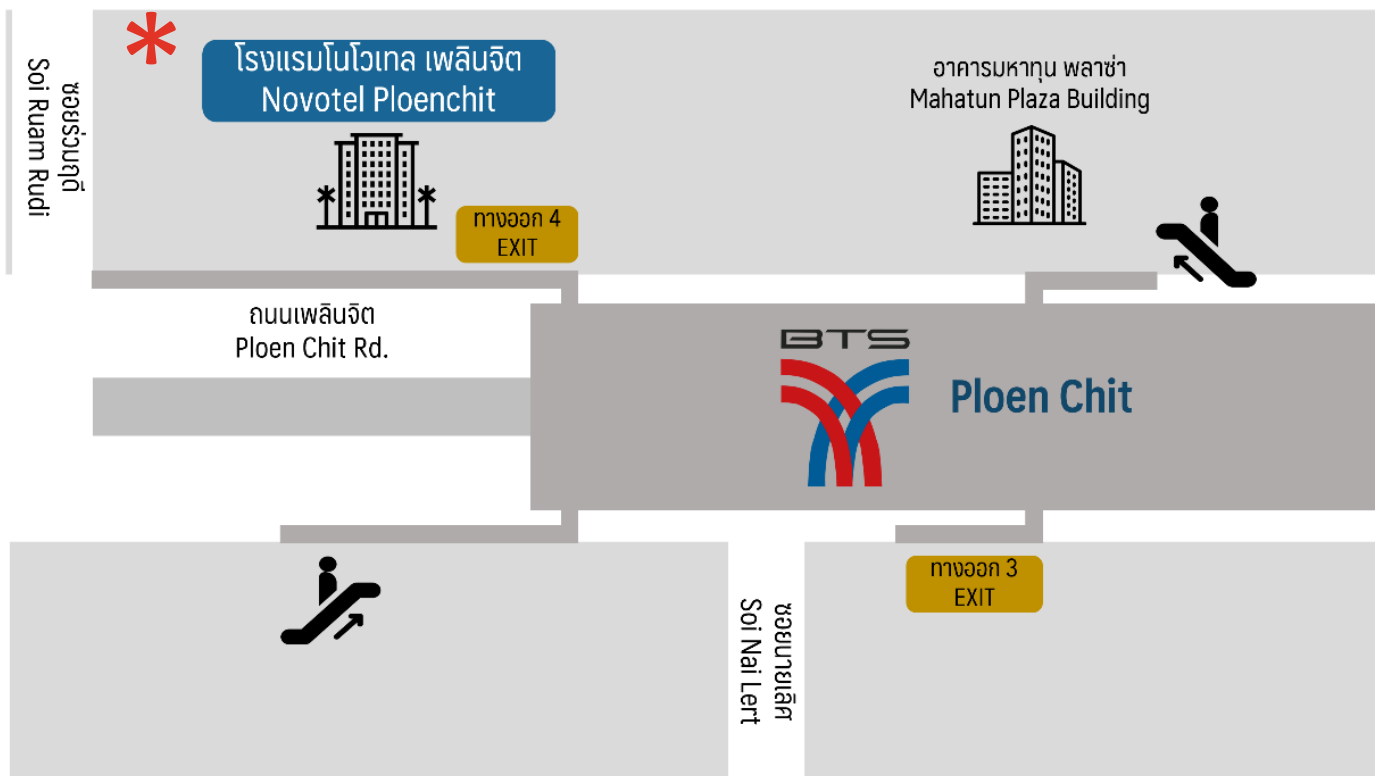 ซอยร่วมฤดี
Soi Ruam Rudi
โรงแรมโนโวเทล เพลินจิต
Novotel Ploenchit
อาคารมหาทุน พลาซ่า
Mahatun Plaza Building
ทางออก 4
EXIT
ถนนเพลินจิต
Ploen Chit Rd.
BTS
Ploen Chit
ทางออก 3
EXIT
ซอยนายเลิศ
Soi Nai Lert